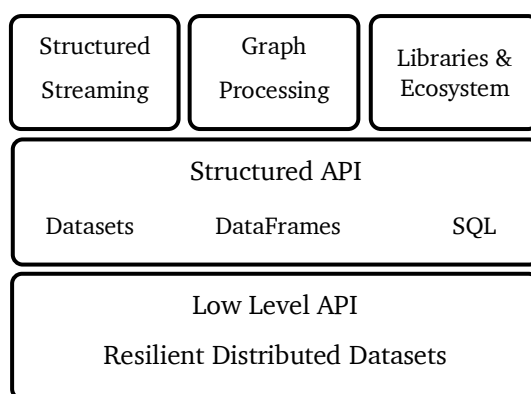 Structured
Streaming
Graph
Processing
Libraries &
Ecosystem
Structured API
Datasets DataFrames SQL
Low Level API
Resilient Distributed Datasets